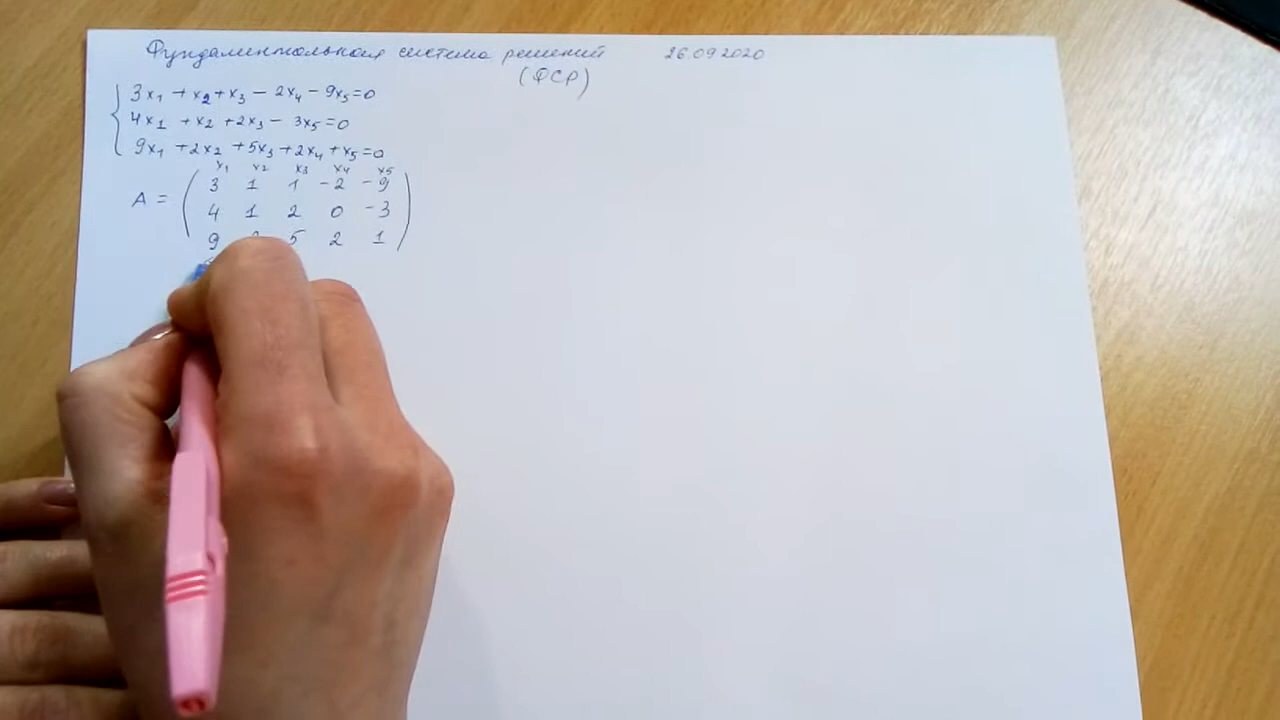 Фундаментальная система решений 26.09.2020
(ФСР)
3x₁ + x₂ + x₃ - 2x₄ - 9x₅ = 0
4x₁ + x₂ + 2x₃ - 3x₅ = 0
9x₁ + 2x₂ + 5x₃ + 2x₄ + x₅ = 0
x₁ x₂ x₃ x₄ x₅
3 1 1 -2 -9
A = 4 1 2 0 -3
9 5 2 1